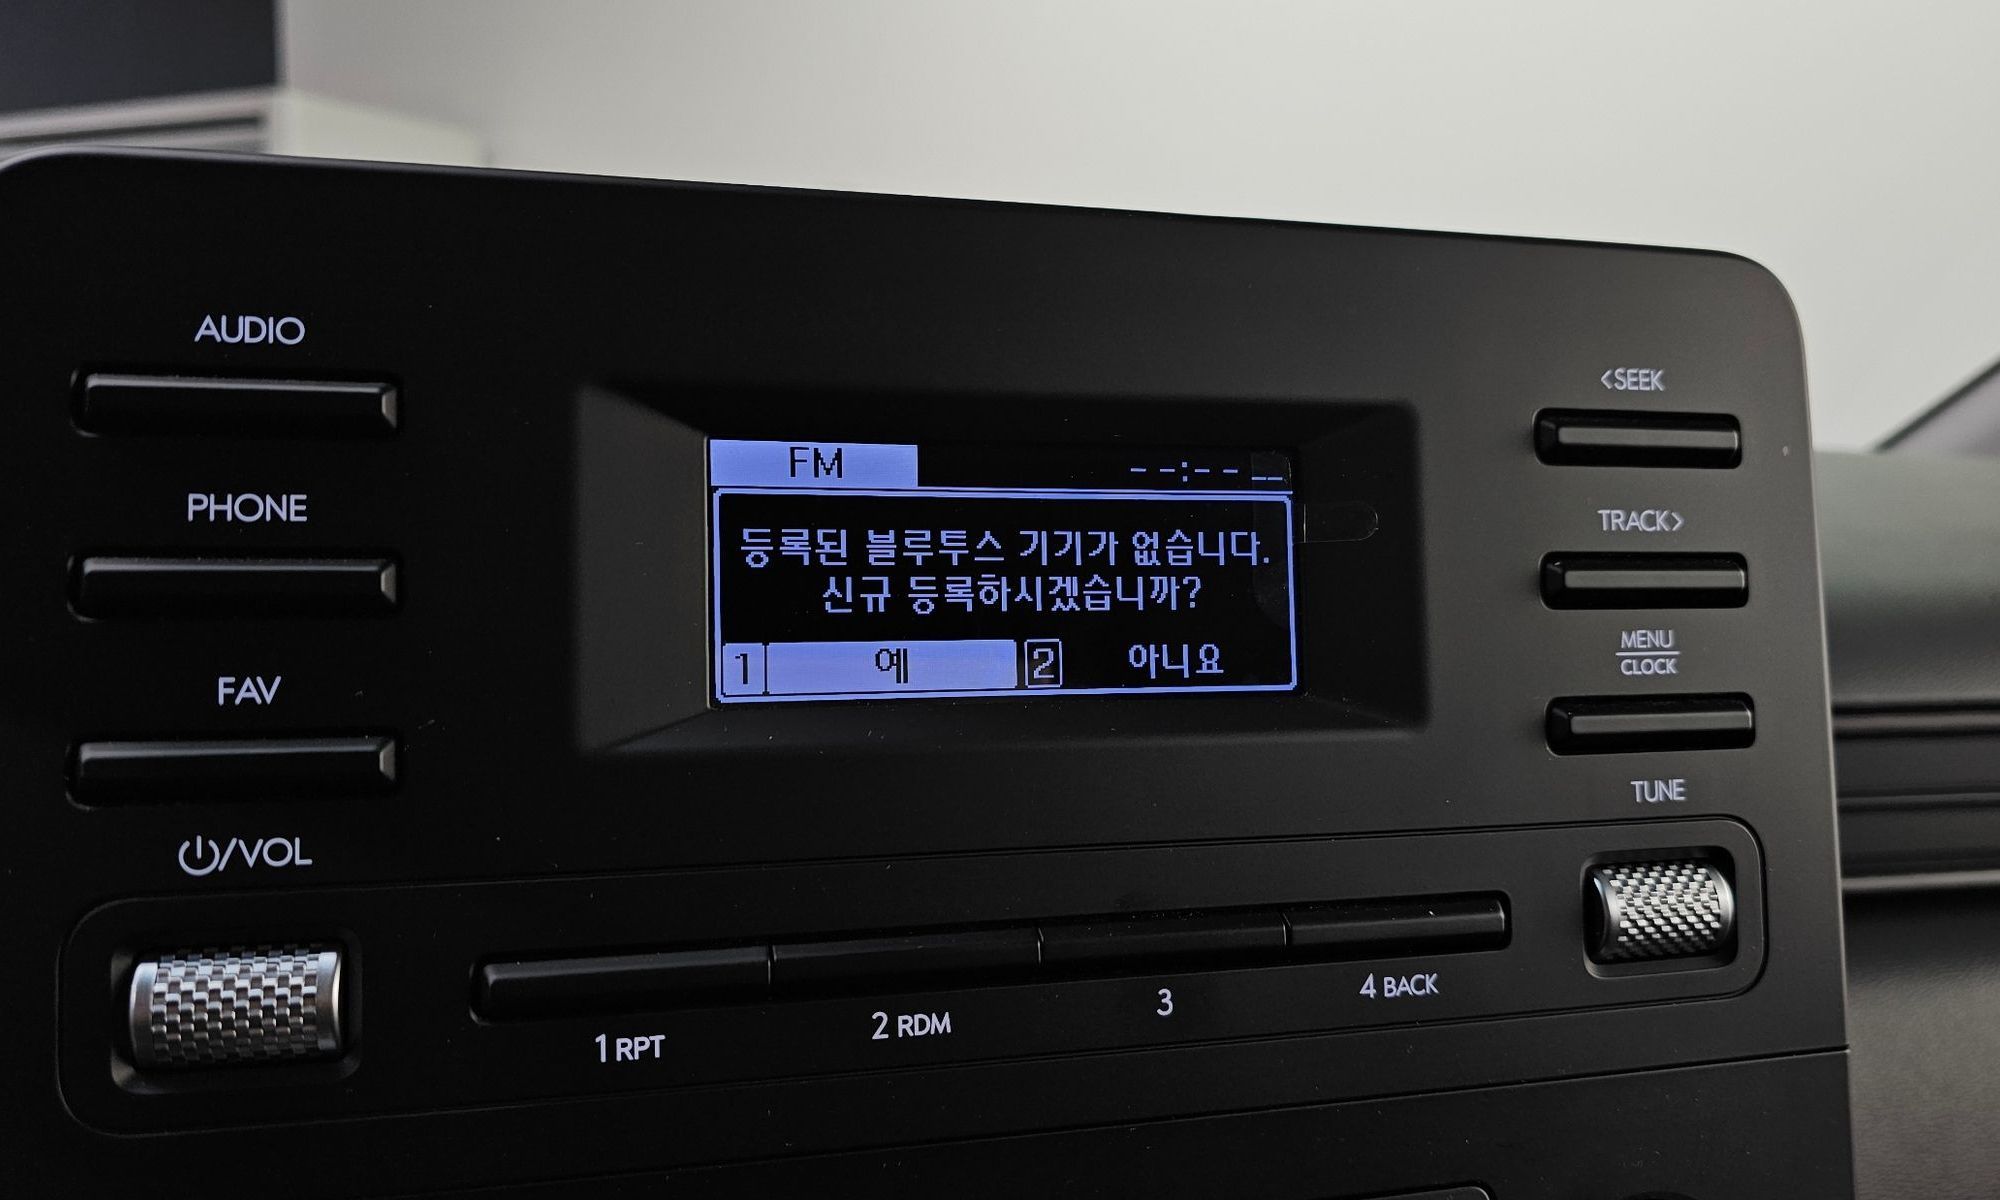 AUDIO
PHONE
FAV
/VOL
FM
--:-- __
등록된 블루투스 기기가 없습니다.
신규 등록하시겠습니까?
1 예 2 아니요
<SEEK
TRACK>
MENU
CLOCK
TUNE
1 RPT
2 RDM
3
4 BACK